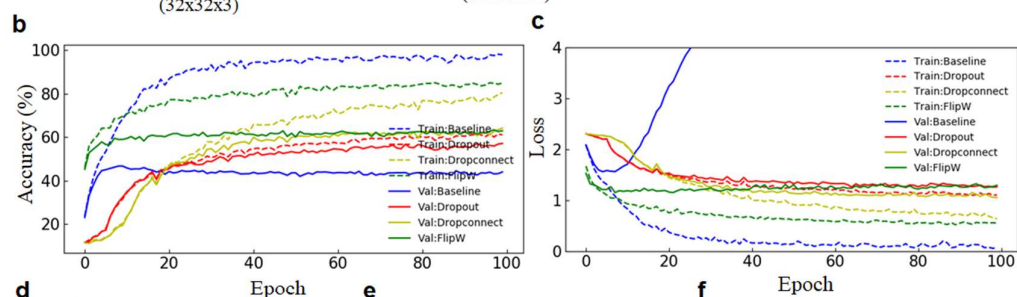 (32x32x3)
b
Accuracy (%)
100
80
60
40
20
0
20
40
60
80
100
Epoch
Train:Baseline
Train:Dropout
Train:Dropconnect
Train:FlipW
Val:Baseline
Val:Dropout
Val:Dropconnect
Val:FlipW
c
Loss
4
3
2
1
0
0
20
40
60
80
100
Epoch
Train:Baseline
Train:Dropout
Train:Dropconnect
Train:FlipW
Val:Baseline
Val:Dropout
Val:Dropconnect
Val:FlipW
d
e
f